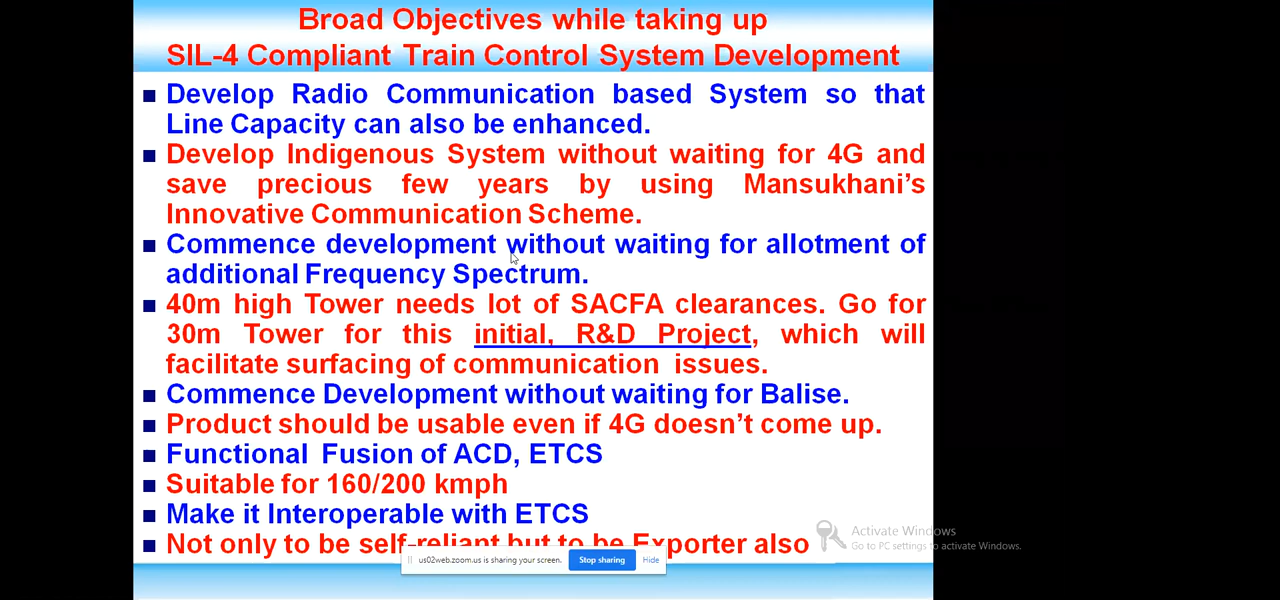 Broad Objectives while taking up
SIL-4 Compliant Train Control System Development
Develop Radio Communication based System so that
Line Capacity can also be enhanced.
Develop Indigenous System without waiting for 4G and
save precious few years by using Mansukhani's
Innovative Communication Scheme.
Commence development without waiting for allotment of
additional Frequency Spectrum.
40m high Tower needs lot of SACFA clearances. Go for
30m Tower for this initial, R&D Project, which will
facilitate surfacing of communication issues.
Commence Development without waiting for Balise.
Product should be usable even if 4G doesn't come up.
Functional Fusion of ACD, ETCS
Suitable for 160/200 kmph
Make it Interoperable with ETCS
Not only to be self-reliant but to be Exporter also
Activate Windows
Go to PC settings to activate Windows.
us02web.zoom.us is sharing your screen. Stop sharing Hide